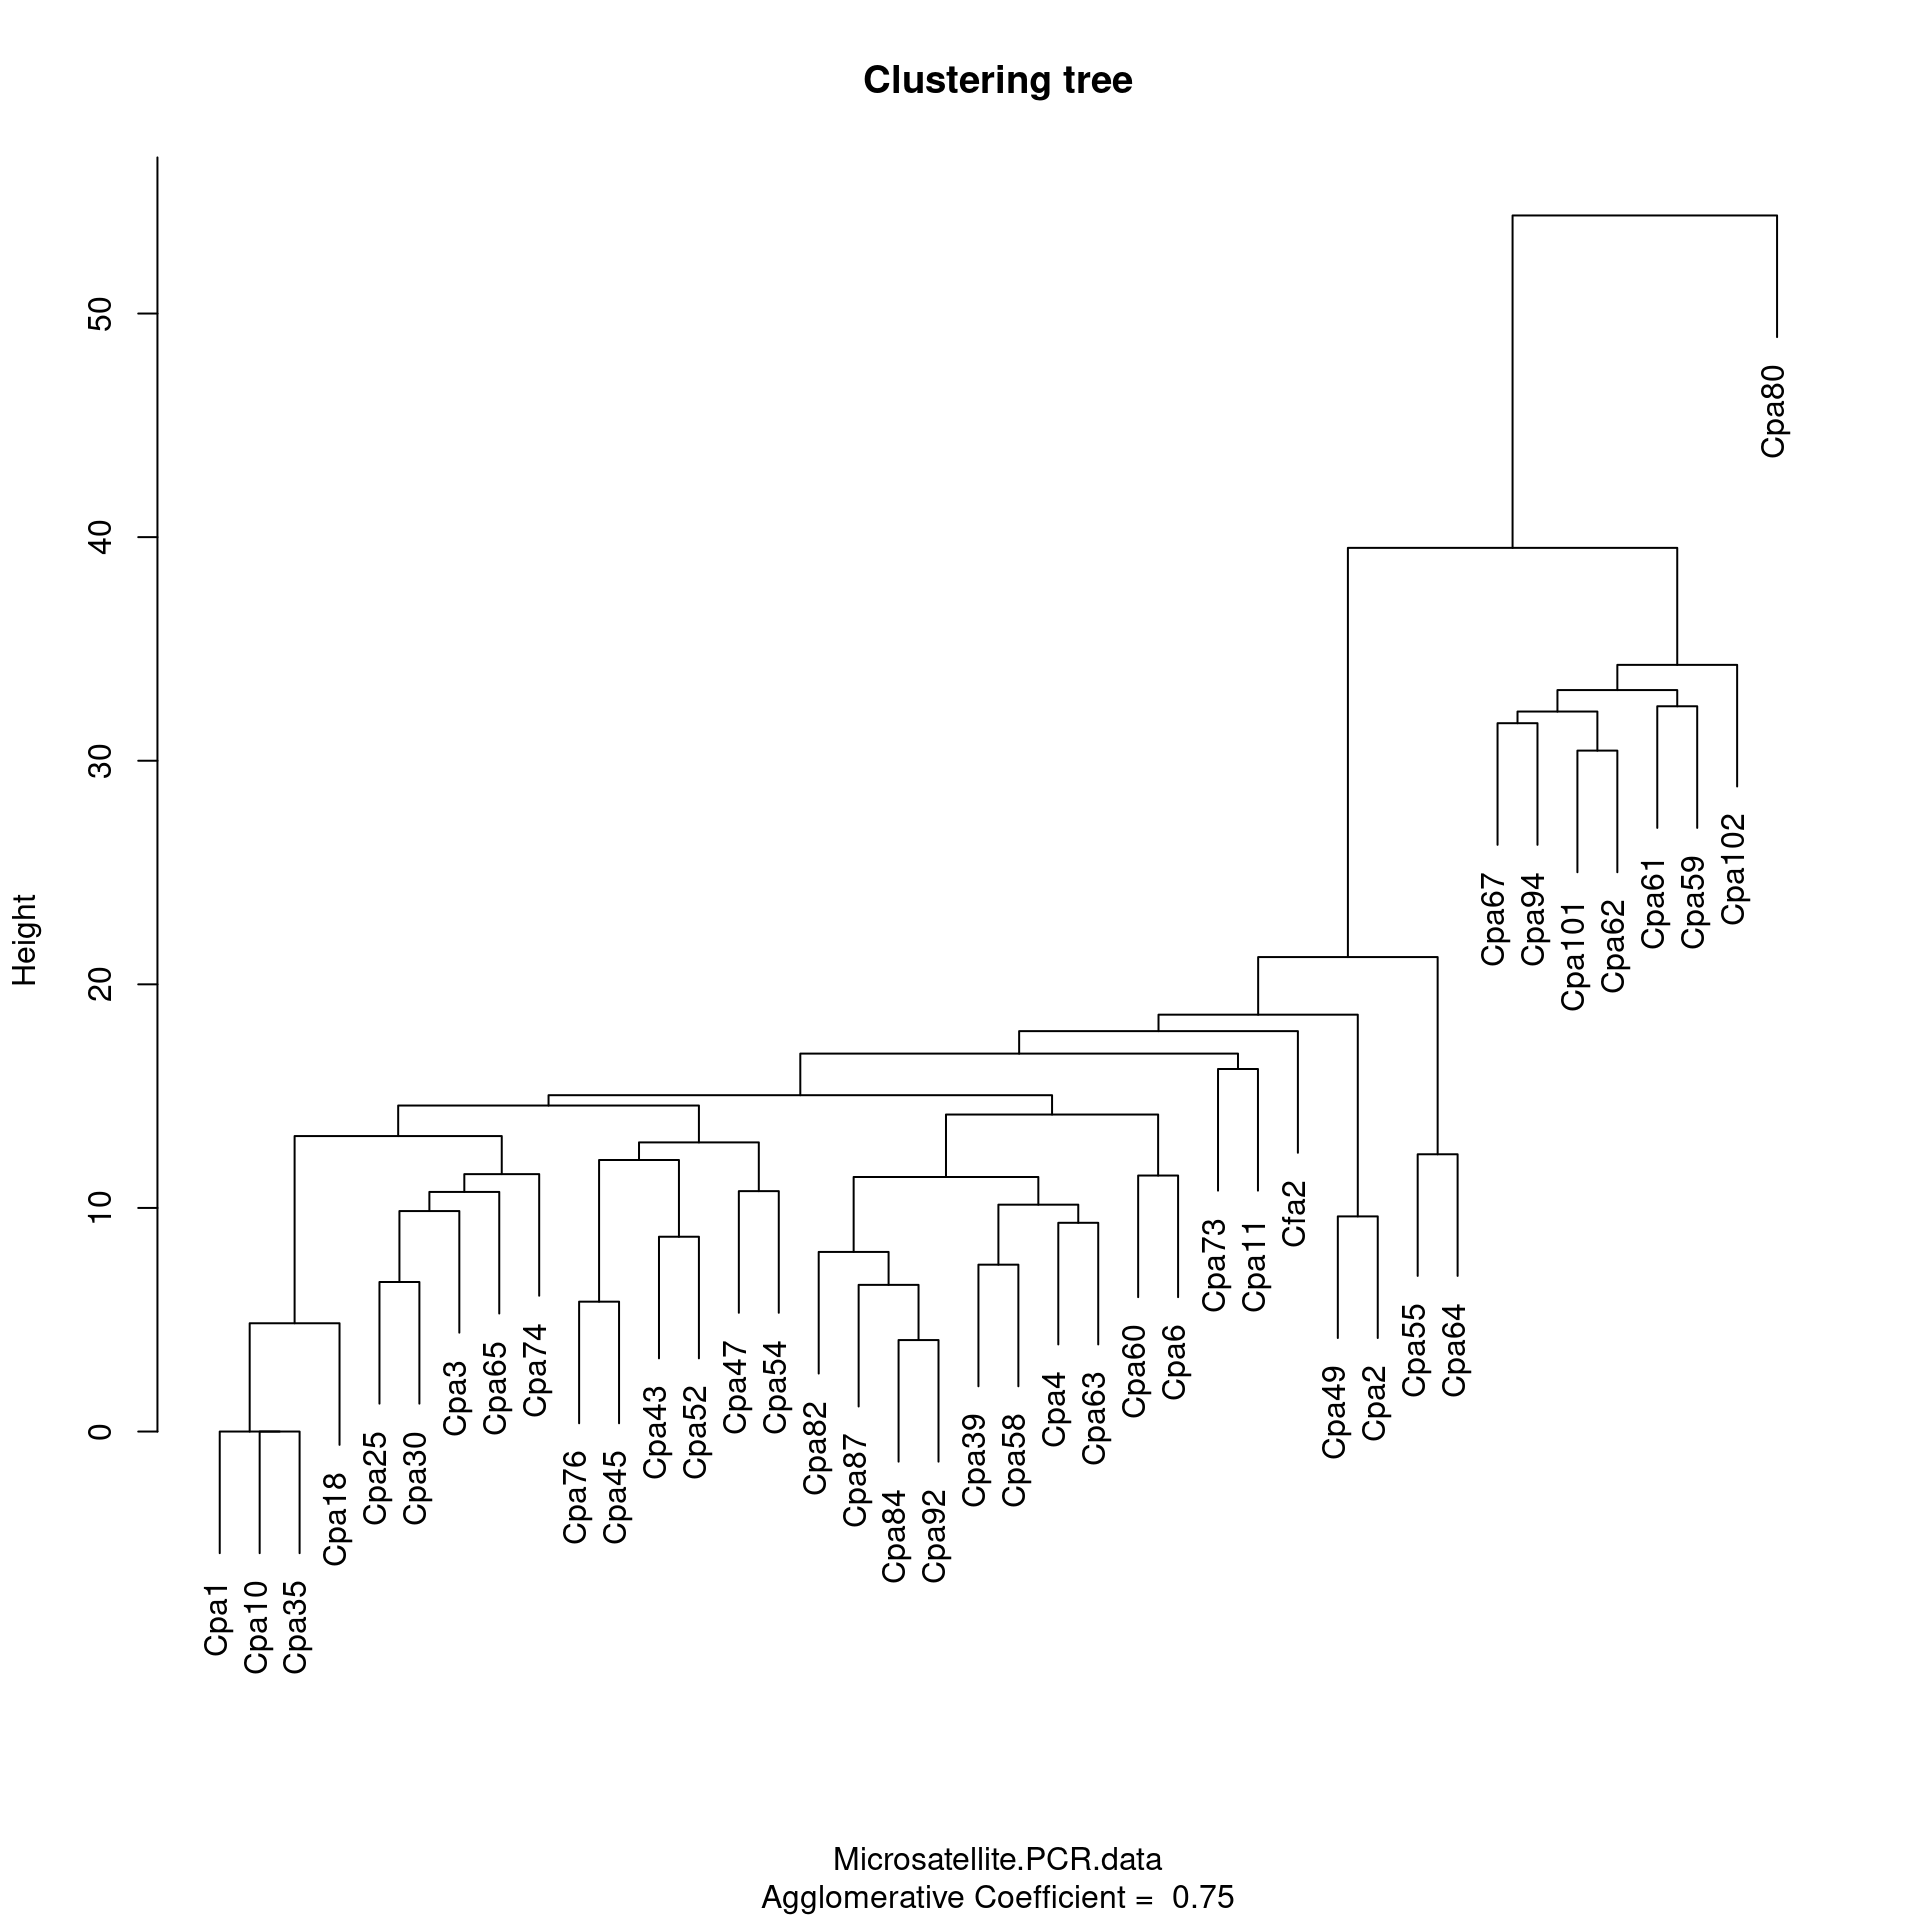 Clustering tree
Height
50
40
30
20
10
0
Cpa1
Cpa10
Cpa35
Cpa18
Cpa25
Cpa30
Cpa3
Cpa65
Cpa74
Cpa76
Cpa45
Cpa43
Cpa52
Cpa47
Cpa54
Cpa82
Cpa87
Cpa84
Cpa92
Cpa39
Cpa58
Cpa4
Cpa63
Cpa60
Cpa6
Cpa73
Cpa11
Cfa2
Cpa49
Cpa2
Cpa55
Cpa64
Cpa67
Cpa94
Cpa101
Cpa62
Cpa61
Cpa59
Cpa102
Cpa80
Microsatellite.PCR.data
Agglomerative Coefficient = 0.75